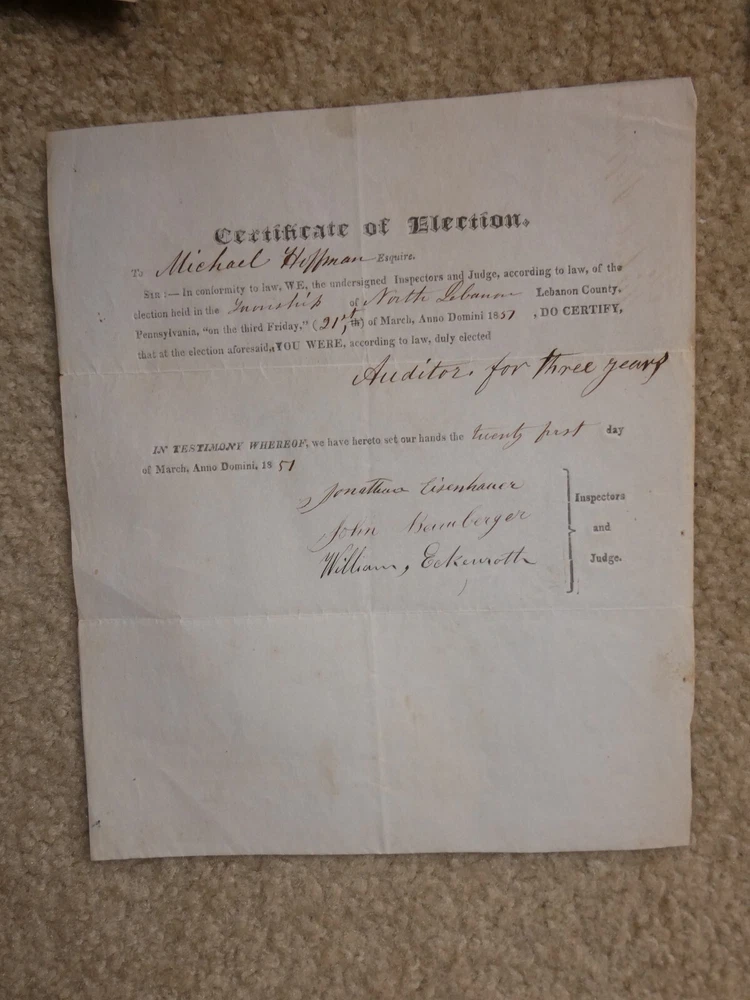 Certificate of Election.
To Michael Hoffman Esquire.
SIR :— In conformity to law, WE, the undersigned Inspectors and Judge, according to law, of the
election held in the Township of North Lebanon Lebanon County,
Pennsylvania, "on the third Friday," (21st th) of March, Anno Domini 1851 , DO CERTIFY,
that at the election aforesaid, YOU WERE, according to law, duly elected
Auditor for three years
IN TESTIMONY WHEREOF, we have hereto set our hands the twenty first day
of March, Anno Domini, 1851
Jonathan Eisenhauer
John
William, Eckenroth
Inspectors
and
Judge.